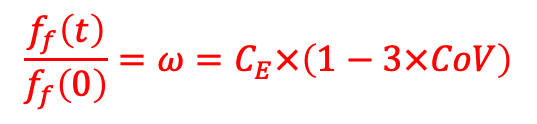 f_f(t)/f_f(0) = ω = C_E×(1 − 3×CoV)